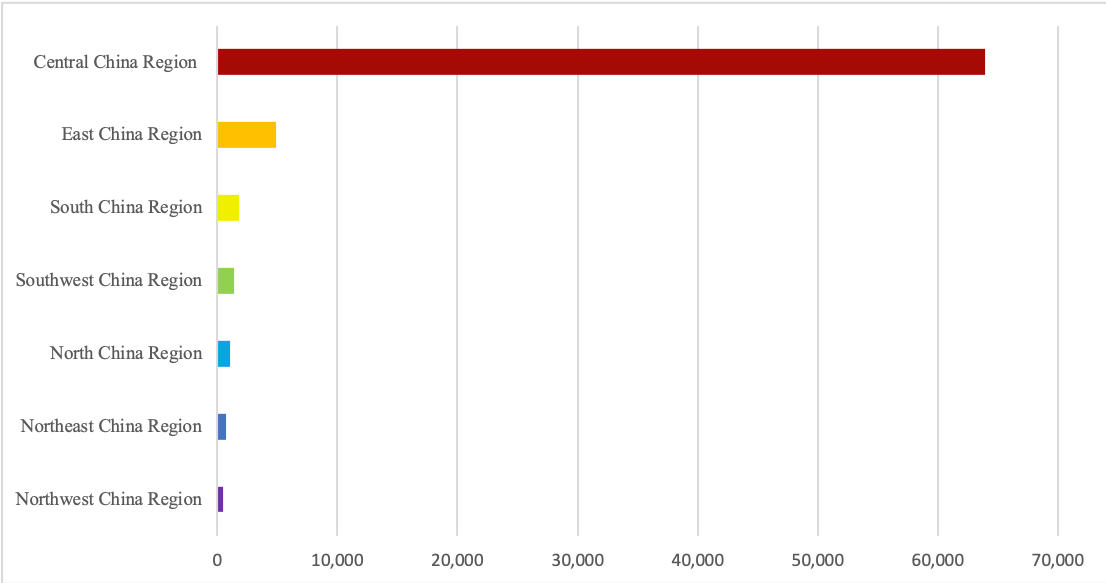 Central China Region
East China Region
South China Region
Southwest China Region
North China Region
Northeast China Region
Northwest China Region
0 10,000 20,000 30,000 40,000 50,000 60,000 70,000